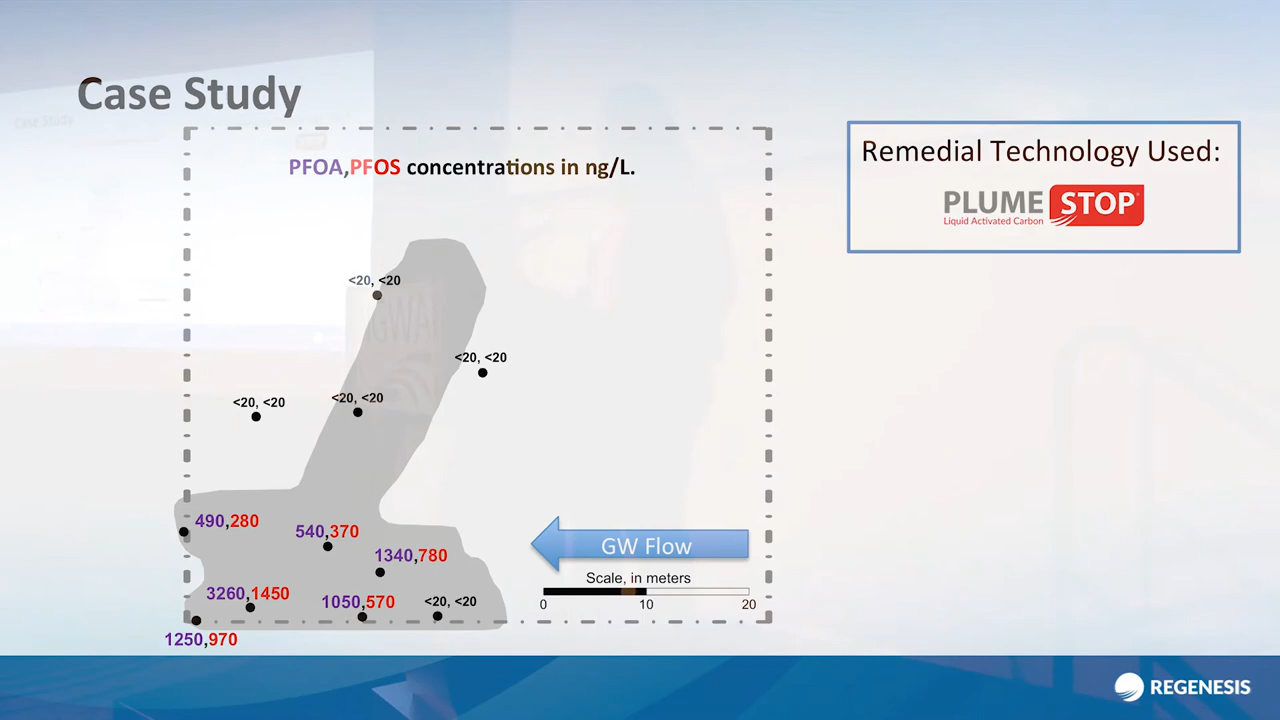 Case Study
PFOA,PFOS concentrations in ng/L.
Remedial Technology Used:
PLUME STOP®
Liquid Activated Carbon
<20, <20
<20, <20
<20, <20
<20, <20
490,280
540,370
1340,780
GW Flow
Scale, in meters
0 10 20
3260,1450
1050,570
<20, <20
1250,970
REGENESIS